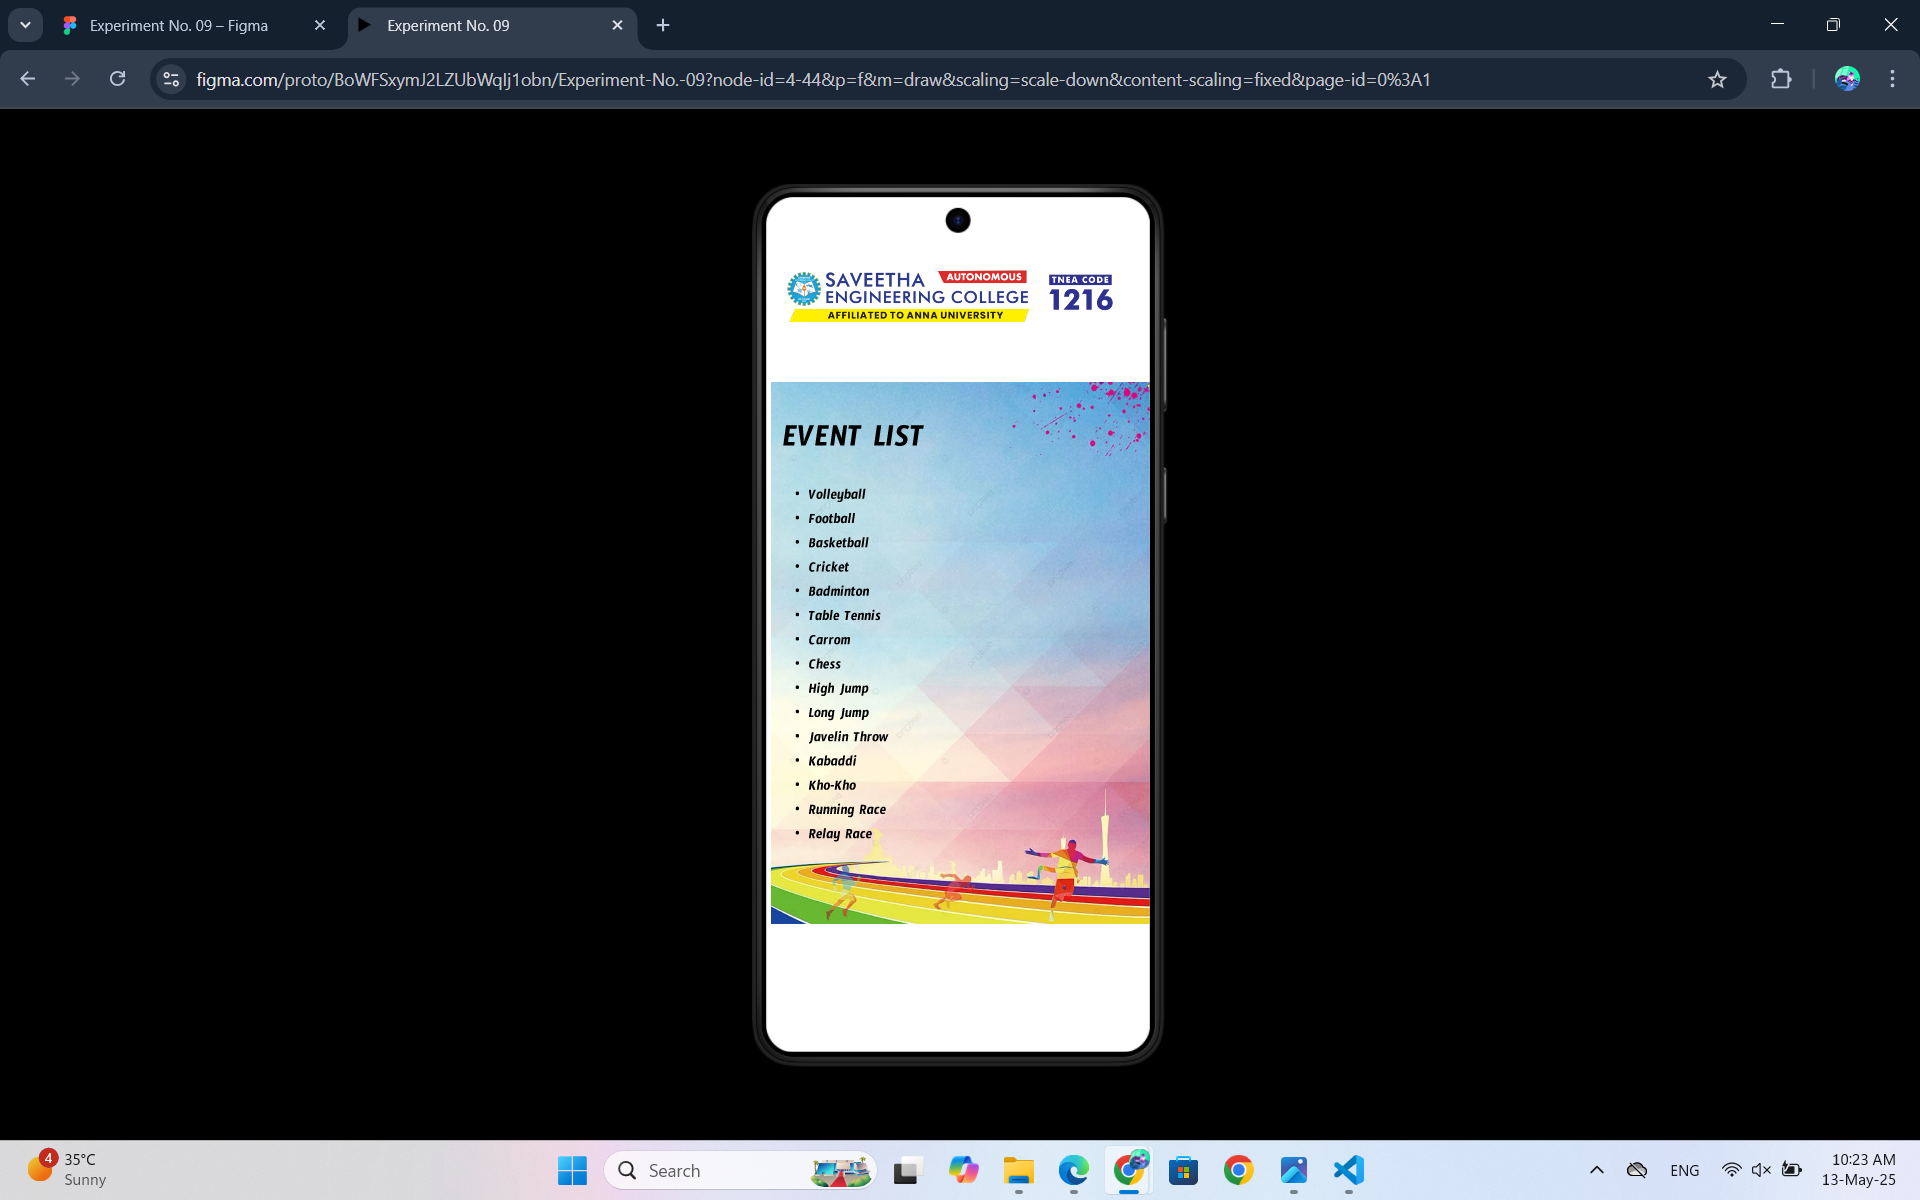 Experiment No. 09 – Figma
Experiment No. 09
figma.com/proto/BoWFSxymJ2LZUbWqIj1obn/Experiment-No.-09?node-id=4-44&p=f&m=draw&scaling=scale-down&content-scaling=fixed&page-id=0%3A1
SAVEETHA AUTONOMOUS
ENGINEERING COLLEGE
AFFILIATED TO ANNA UNIVERSITY
TNEA CODE
1216
EVENT LIST
• Volleyball
• Football
• Basketball
• Cricket
• Badminton
• Table Tennis
• Carrom
• Chess
• High Jump
• Long Jump
• Javelin Throw
• Kabaddi
• Kho-Kho
• Running Race
• Relay Race
4
35°C
Sunny
Search
ENG
10:23 AM
13-May-25